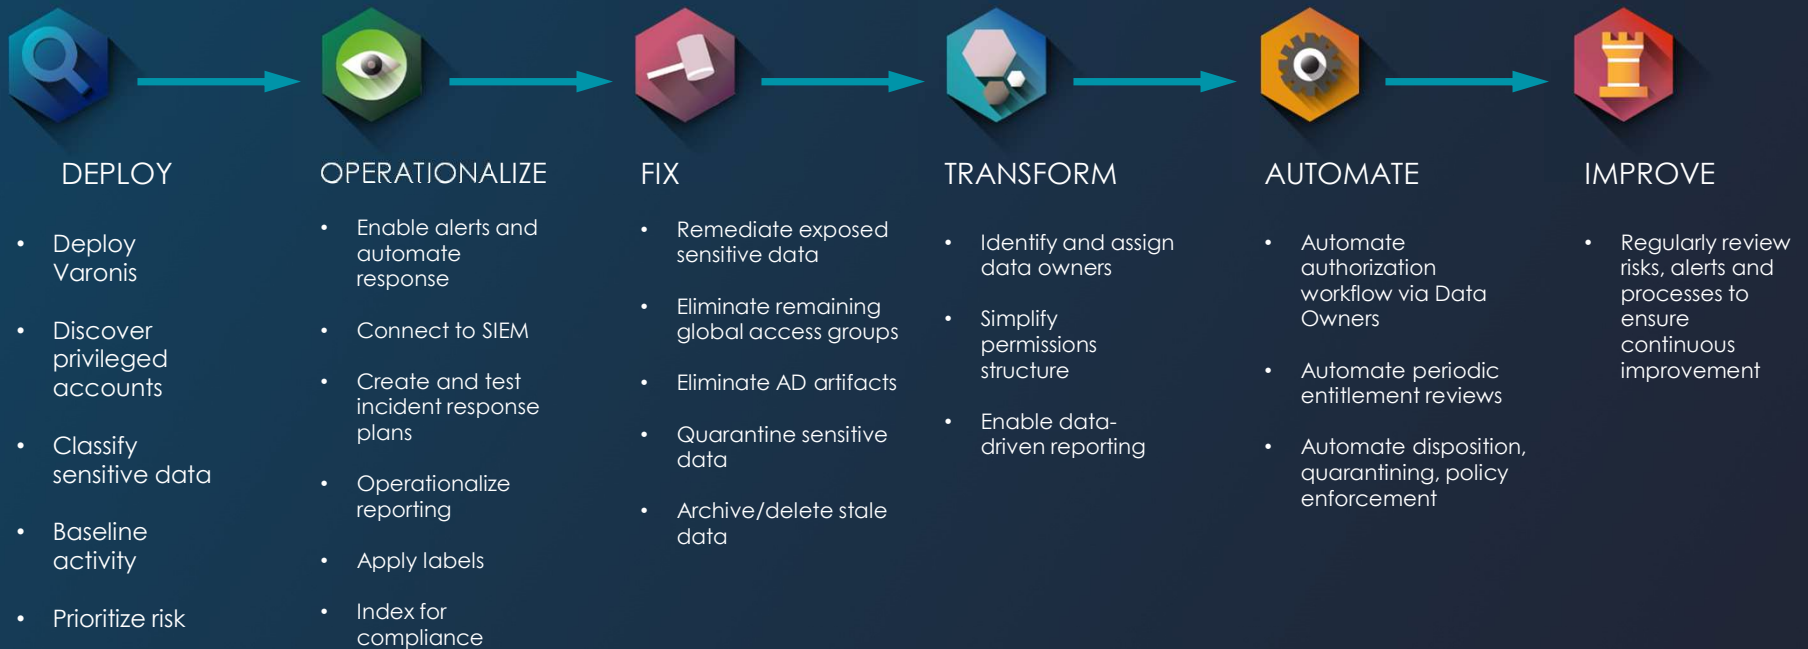 DEPLOY
• Deploy
Varonis
• Discover
privileged
accounts
• Classify
sensitive data
• Baseline
activity
• Prioritize risk
OPERATIONALIZE
• Enable alerts and
automate
response
• Connect to SIEM
• Create and test
incident response
plans
• Operationalize
reporting
• Apply labels
• Index for
compliance
FIX
• Remediate exposed
sensitive data
• Eliminate remaining
global access groups
• Eliminate AD artifacts
• Quarantine sensitive
data
• Archive/delete stale
data
TRANSFORM
• Identify and assign
data owners
• Simplify
permissions
structure
• Enable data-
driven reporting
AUTOMATE
• Automate
authorization
workflow via Data
Owners
• Automate periodic
entitlement reviews
• Automate disposition,
quarantining, policy
enforcement
IMPROVE
• Regularly review
risks, alerts and
processes to
ensure
continuous
improvement